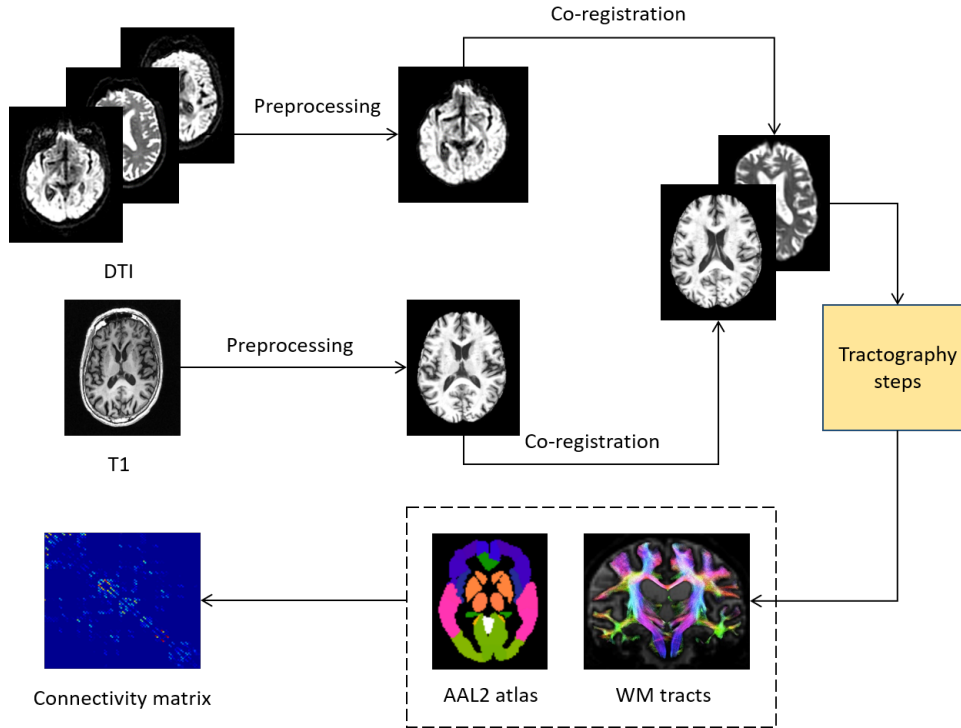 Co-registration
Preprocessing
DTI
Preprocessing
T1
Co-registration
Tractography
steps
Connectivity matrix
AAL2 atlas
WM tracts